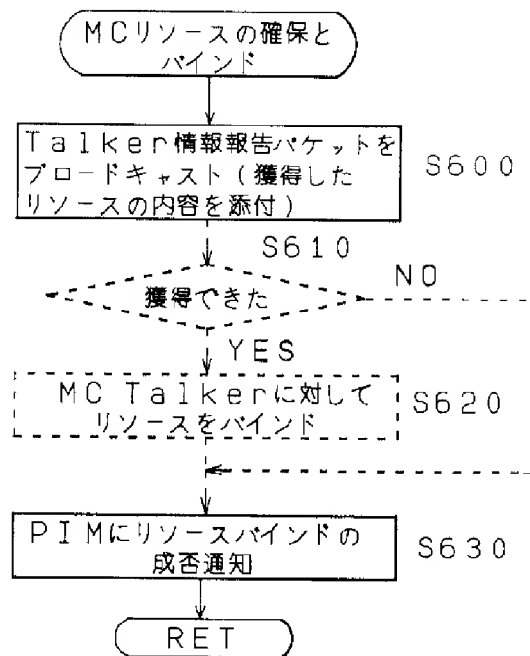 MCリソースの確保と
バインド
Talker情報報告パケットを
ブロードキャスト(獲得した
リソースの内容を添付)
S600
S610
獲得できた
NO
YES
MC Talkerに対して
リソースをバインド
S620
PIMにリソースバインドの
成否通知
S630
RET